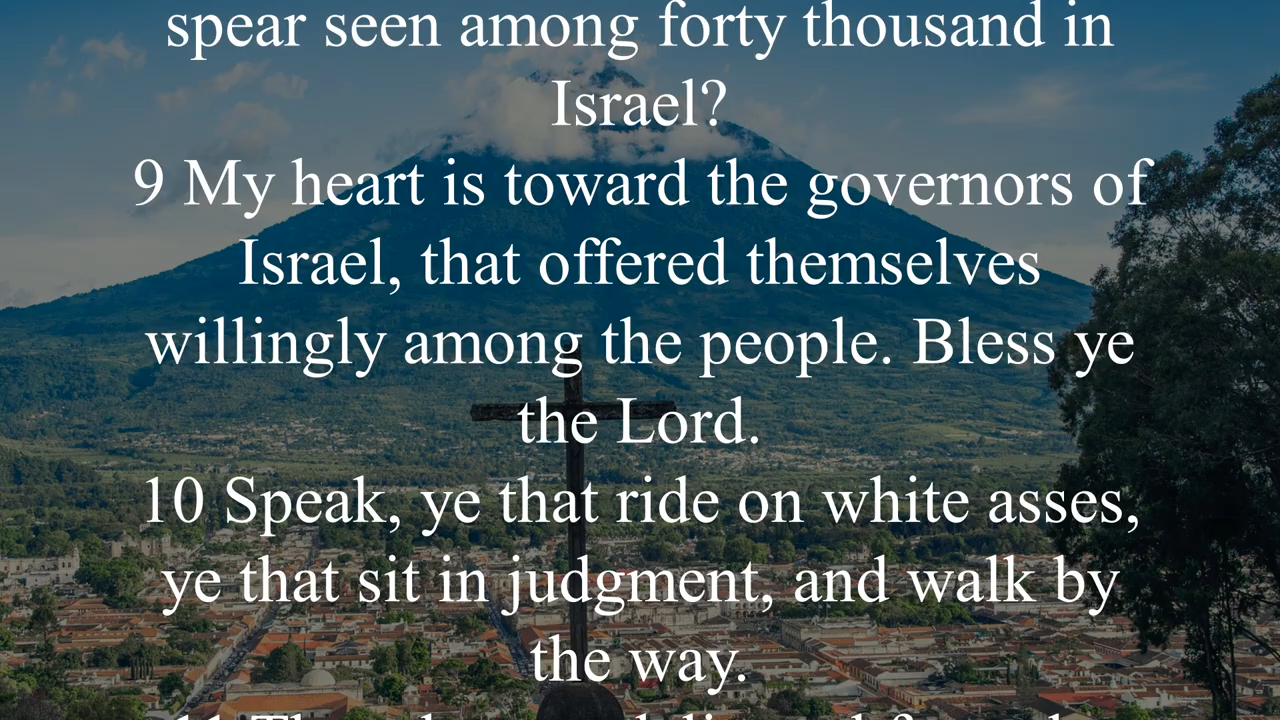 spear seen among forty thousand in
Israel?
9 My heart is toward the governors of
Israel, that offered themselves
willingly among the people. Bless ye
the Lord.
10 Speak, ye that ride on white asses,
ye that sit in judgment, and walk by
the way.